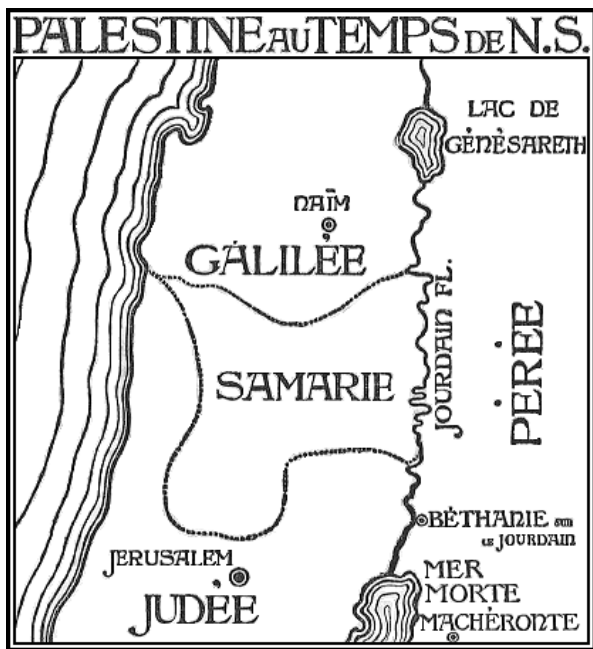 PALESTINE AU TEMPS DE N.S.
LAC DE
GÉNÉSARETH
NAÏM
GALILÉE
JOURDAIN FL.
PÉRÉE
SAMARIE
BÉTHANIE sur
LE JOURDAIN
JERUSALEM
JUDÉE
MER
MORTE
MACHÉRONTE